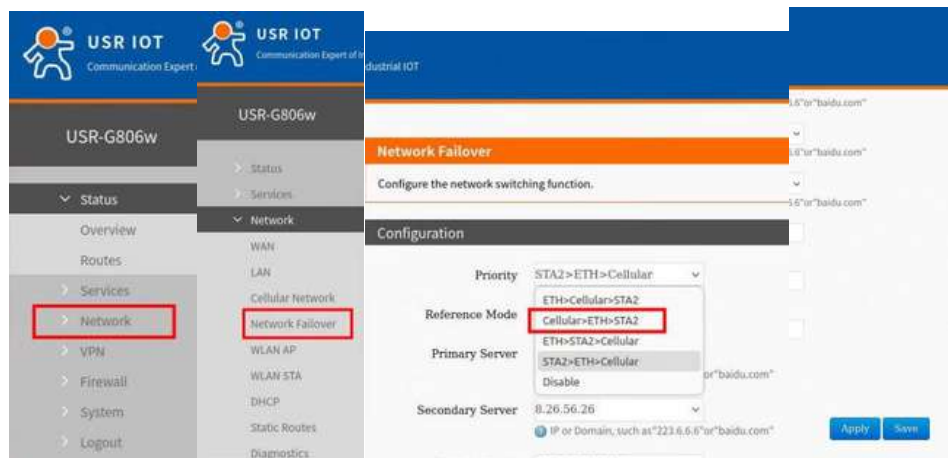 USR IOT
Communication Expert
USR-G806w
Status
Overview
Routes
Services
Network
VPN
Firewall
System
Logout
USR IOT
Communication Expert of I
USR-G806w
Status
Services
Network
WAN
LAN
Cellular Network
Network Failover
WLAN AP
WLAN STA
DHCP
Static Routes
Diagnostics
dustrial IOT
Network Failover
Configure the network switching function.
Configuration
Priority STA2>ETH>Cellular
ETH>Cellular>STA2
Reference Mode Cellular>ETH>STA2
ETH>STA2>Cellular
Primary Server STA2>ETH>Cellular
or"baidu.com"
Disable
Secondary Server 8.26.56.26
IP or Domain, such as"223.6.6.6"or"baidu.com"
.6"or"baidu.com"
.6"or"baidu.com"
.6"or"baidu.com"
Apply Save